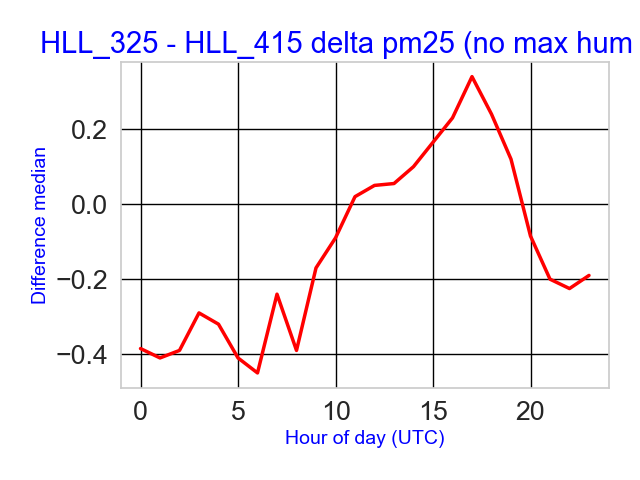 HLL_325 - HLL_415 delta pm25 (no max hum
Difference median
0.2
0.0
−0.2
−0.4
0 5 10 15 20
Hour of day (UTC)